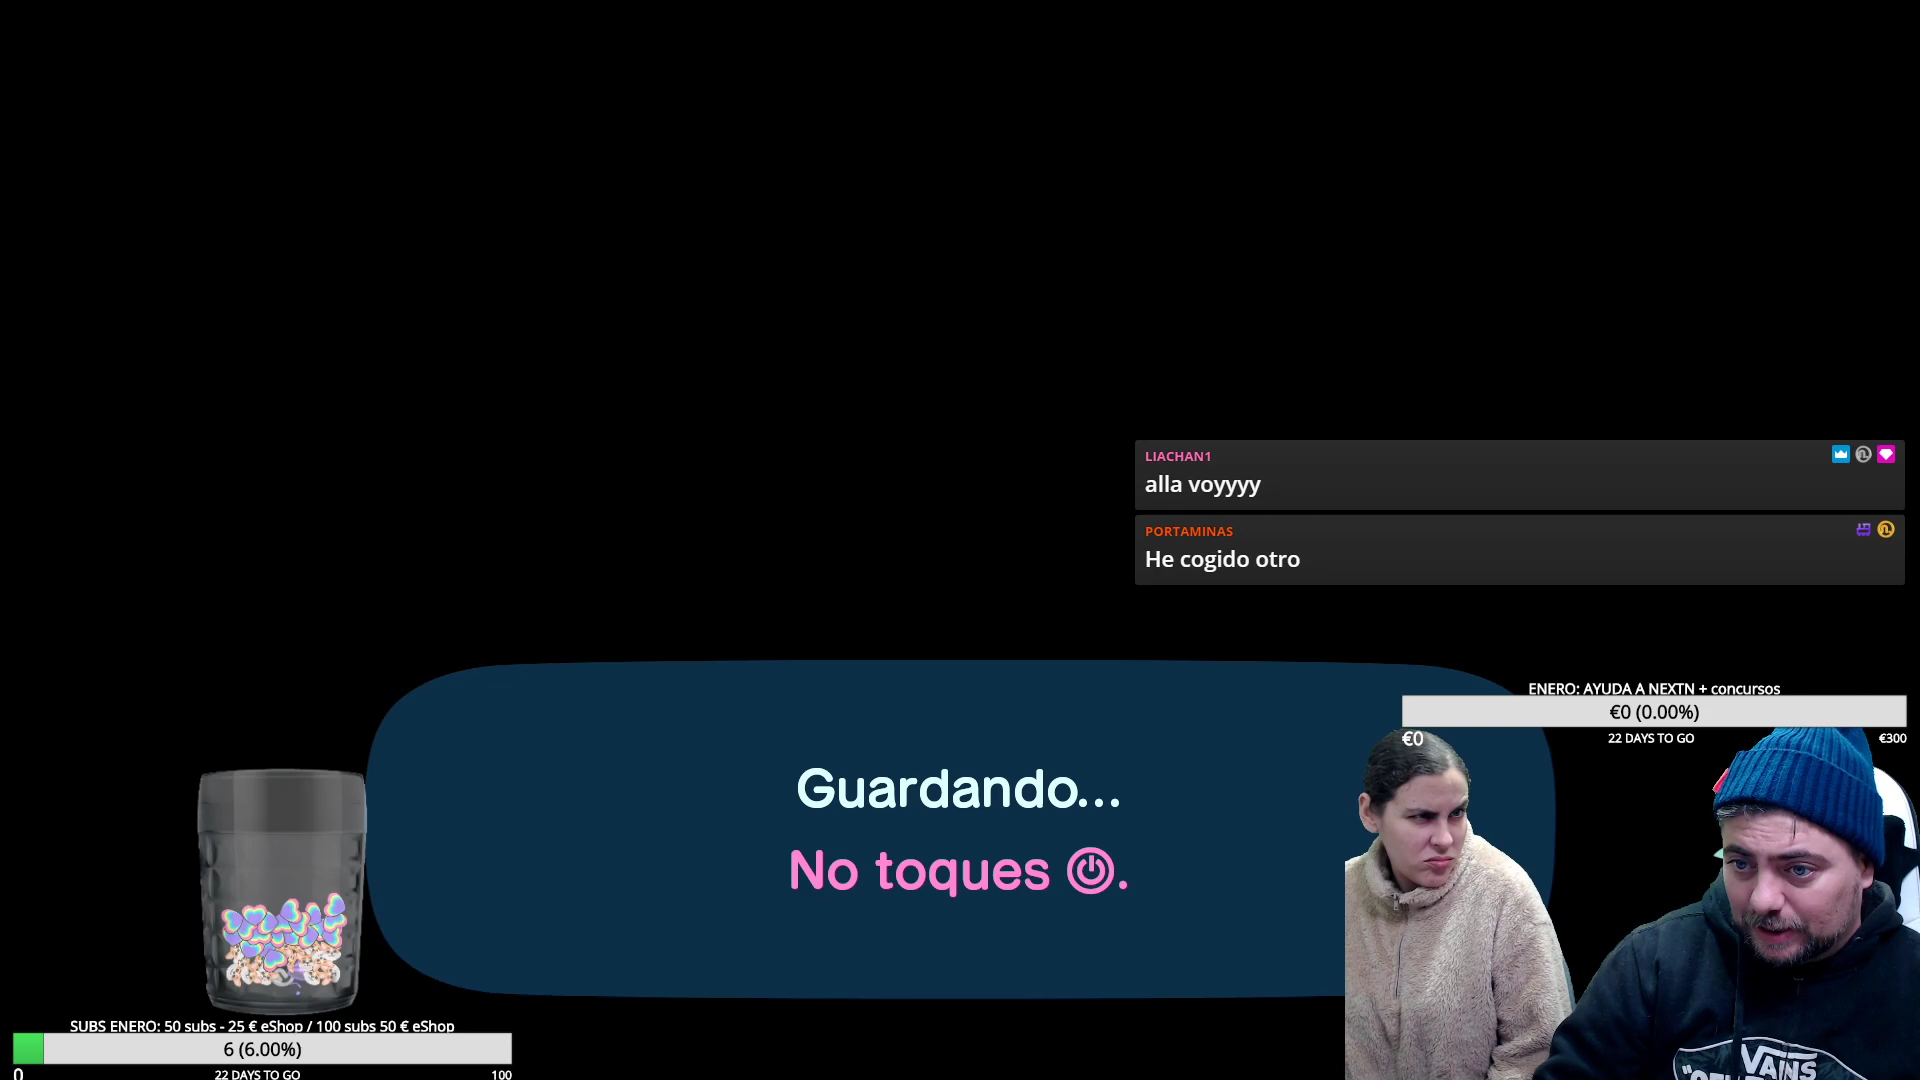 LIACHAN1
alla voyyyy
PORTAMINAS
He cogido otro
ENERO: AYUDA A NEXTN + concursos
€0 (0.00%)
€0
22 DAYS TO GO
€300
Guardando...
No toques ⏻.
SUBS ENERO: 50 subs - 25 € eShop / 100 subs 50 € eShop
6 (6.00%)
0
22 DAYS TO GO
100
VANS